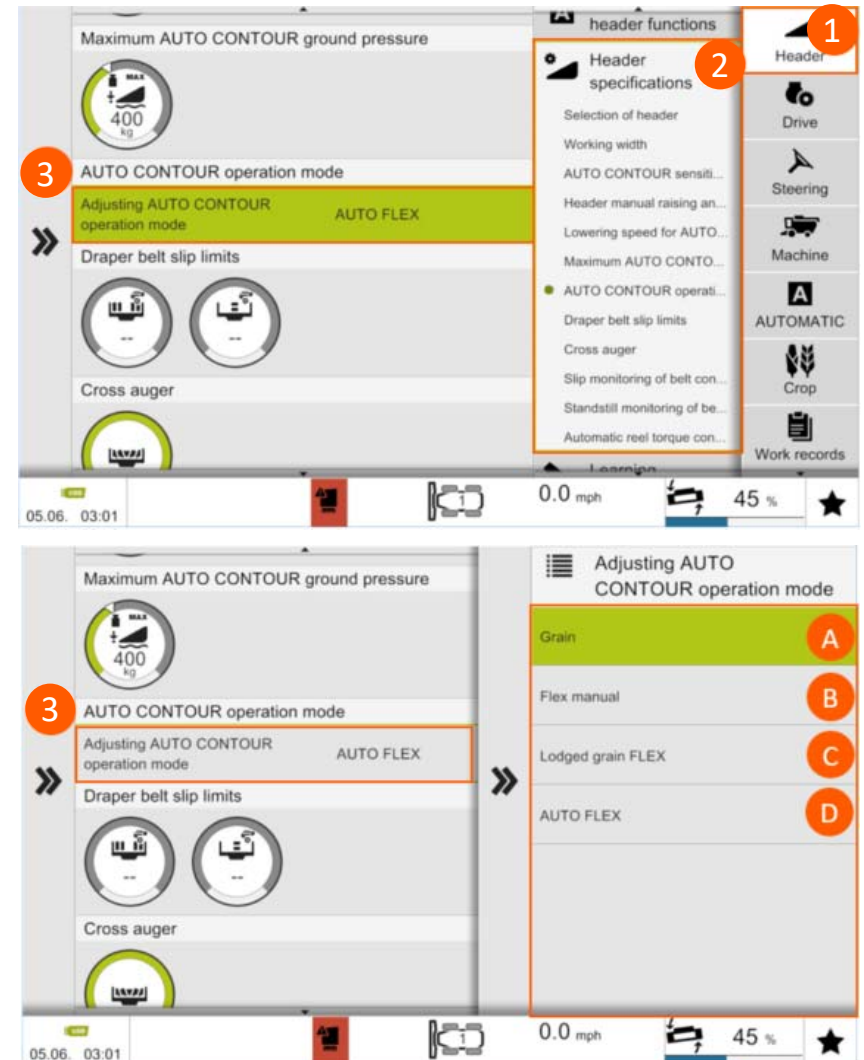 Maximum AUTO CONTOUR ground pressure
MAX
400
kg
3
AUTO CONTOUR operation mode
Adjusting AUTO CONTOUR
operation mode
AUTO FLEX
Draper belt slip limits
--
--
Cross auger
header functions
2
Header
specifications
Selection of header
Working width
AUTO CONTOUR sensiti...
Header manual raising an...
Lowering speed for AUTO...
Maximum AUTO CONTO...
AUTO CONTOUR operati...
Draper belt slip limits
Cross auger
Slip monitoring of belt con...
Standstill monitoring of be...
Automatic reel torque con...
Learning
1
Header
Drive
Steering
Machine
A
AUTOMATIC
Crop
Work records
05.06. 03:01
1
0.0 mph
45 %
Maximum AUTO CONTOUR ground pressure
MAX
400
kg
3
AUTO CONTOUR operation mode
Adjusting AUTO CONTOUR
operation mode
AUTO FLEX
Draper belt slip limits
--
--
Cross auger
Adjusting AUTO
CONTOUR operation mode
Grain A
Flex manual B
Lodged grain FLEX C
AUTO FLEX D
05.06. 03:01
1
0.0 mph
45 %